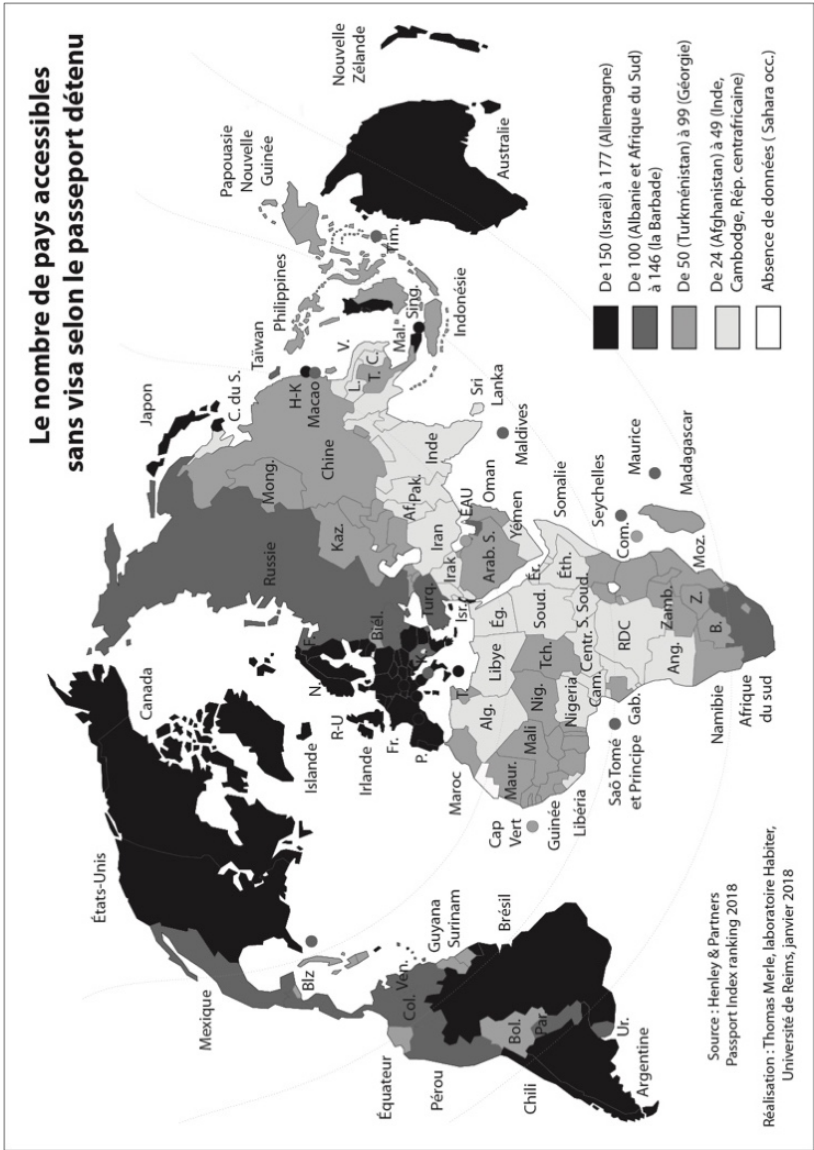 Le nombre de pays accessibles
sans visa selon le passeport détenu
États-Unis
Canada
Mexique
Blz
Islande
R-U
Irlande
Fr.
P.
N.
F.
Biél.
Gr.
Russie
Japon
C. du S.
Mong.
Kaz.
Chine
Taïwan
H-K
Macao
Philippines
Papouasie
Nouvelle
Guinée
Nouvelle
Zélande
Australie
Tim.
Sing.
Mal.
Indonésie
V.
L.
T.
C.
Inde
Sri
Lanka
Maldives
Af.
Pak.
Iran
Irak
Turq.
Isr.
Arab. S.
ÉAU
Oman
Yémen
Maroc
Alg.
T.
Libye
Ég.
Maur.
Mali
Nig.
Tch.
Soud.
Ér.
Éth.
Somalie
Cap
Vert
Guinée
Libéria
Nigeria
Cam.
Centr.
S. Soud.
RDC
Gab.
Saõ Tomé
et Principe
Ang.
Zamb.
Z.
B.
Moz.
Com.
Seychelles
Maurice
Madagascar
Namibie
Afrique
du sud
Équateur
Pérou
Col.
Ven.
Guyana
Surinam
Brésil
Bol.
Par.
Ur.
Chili
Argentine
De 150 (Israël) à 177 (Allemagne)
De 100 (Albanie et Afrique du Sud)
à 146 (la Barbade)
De 50 (Turkménistan) à 99 (Géorgie)
De 24 (Afghanistan) à 49 (Inde,
Cambodge, Rép. centrafricaine)
Absence de données ( Sahara occ.)
Source : Henley & Partners
Passport Index ranking 2018
Réalisation : Thomas Merle, laboratoire Habiter,
Université de Reims, janvier 2018